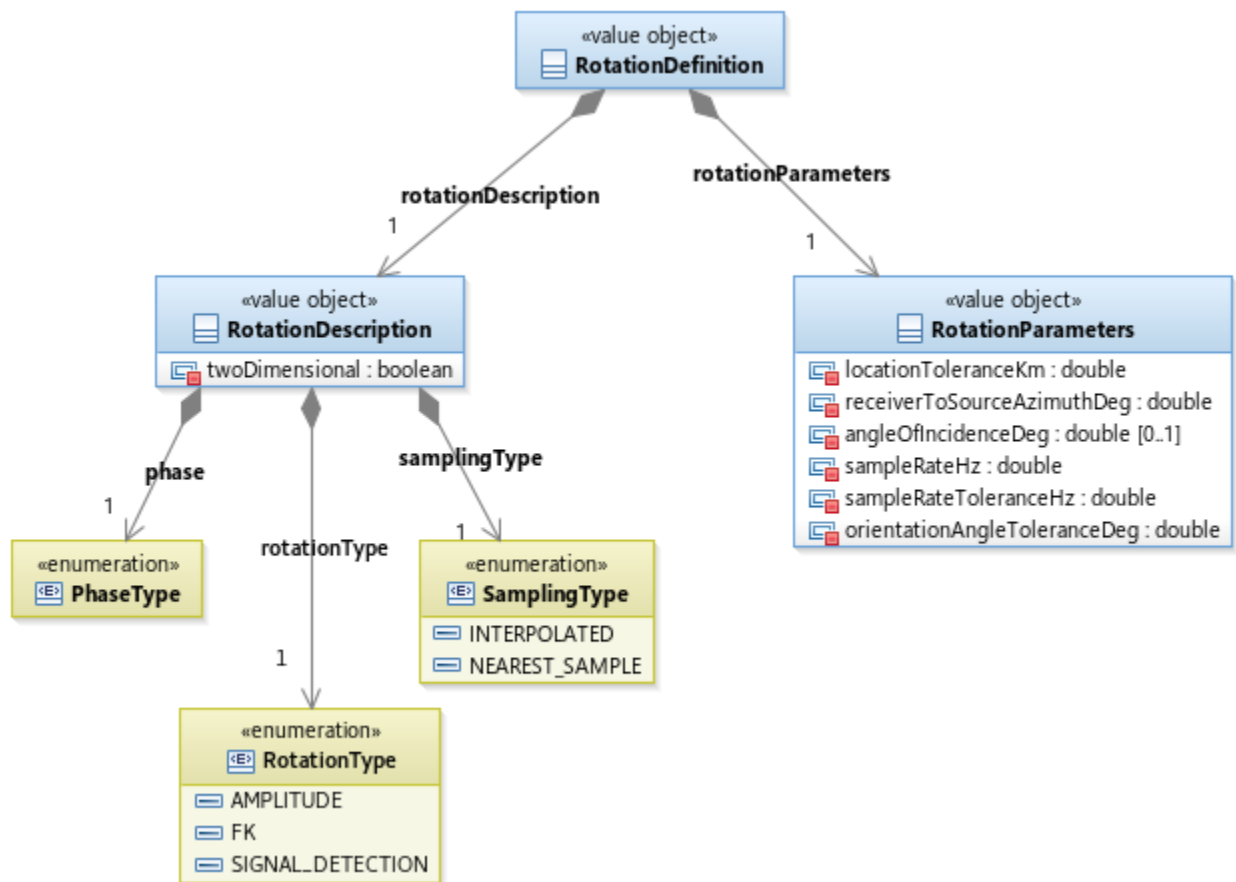 «value object»
RotationDefinition
rotationParameters
rotationDescription
1
1
«value object»
RotationDescription
twoDimensional : boolean
«value object»
RotationParameters
locationToleranceKm : double
receiverToSourceAzimuthDeg : double
angleOfIncidenceDeg : double [0..1]
sampleRateHz : double
sampleRateToleranceHz : double
orientationAngleToleranceDeg : double
phase
samplingType
1
rotationType
1
«enumeration»
<E> PhaseType
«enumeration»
<E> SamplingType
INTERPOLATED
NEAREST_SAMPLE
1
«enumeration»
<E> RotationType
AMPLITUDE
FK
SIGNAL_DETECTION